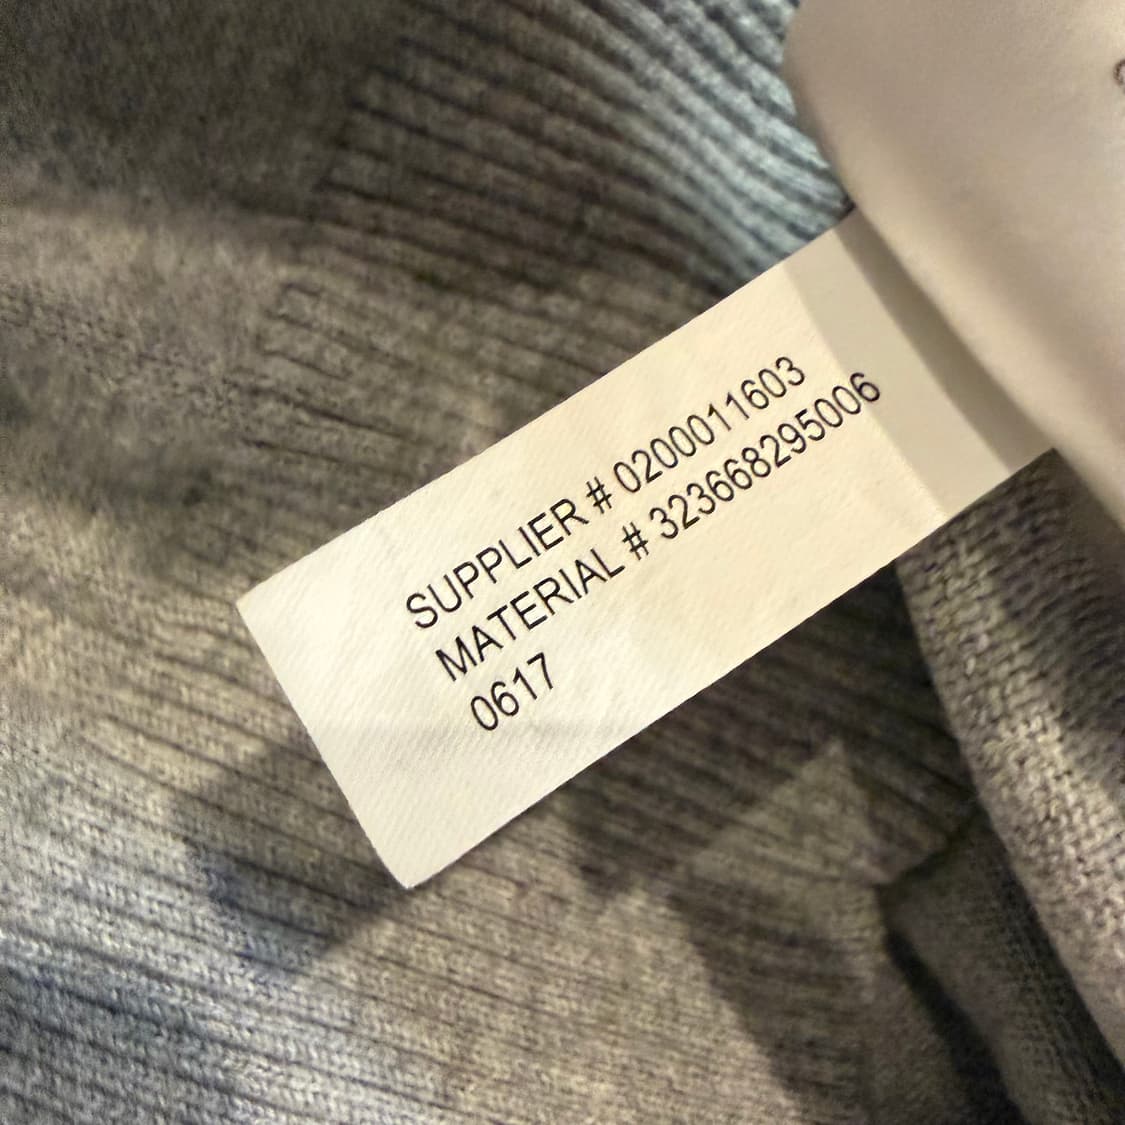 SUPPLIER # 0200011603
MATERIAL # 323668295006
0617